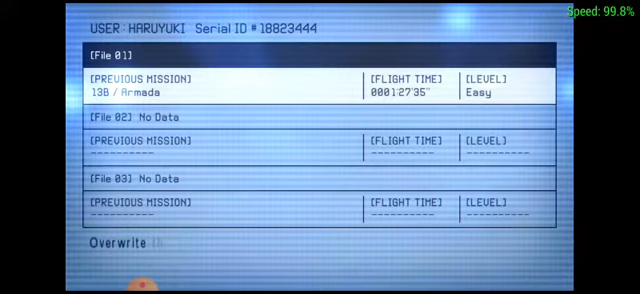 Speed: 99.8%
USER : HARUYUKI Serial ID # 18823444
[File 01]
[PREVIOUS MISSION] [FLIGHT TIME] [LEVEL]
13B / Armada 0001:27'35" Easy
[File 02] No Data
[PREVIOUS MISSION] [FLIGHT TIME] [LEVEL]
---------- ---------- ----------
[File 03] No Data
[PREVIOUS MISSION] [FLIGHT TIME] [LEVEL]
---------- ---------- ----------
Overwrite